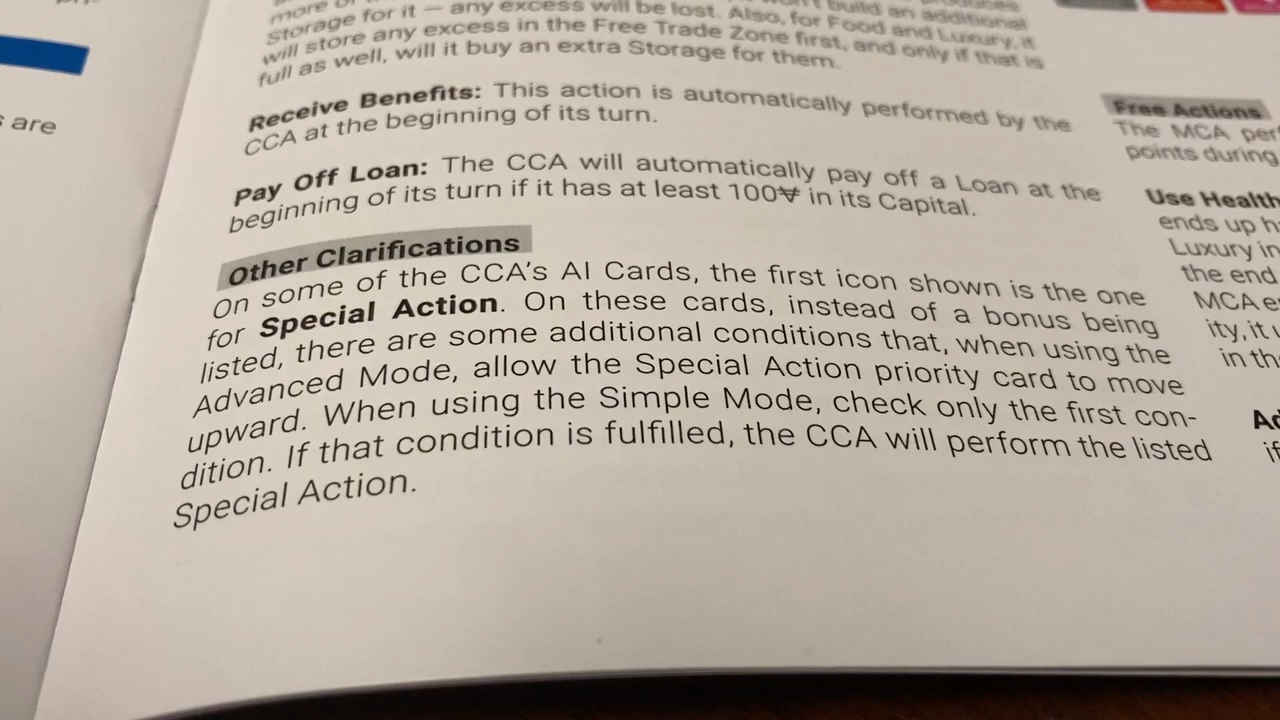 s are
more
Storage for it — any excess will be lost. Also, for Food and Luxury, it
will store any excess in the Free Trade Zone first, and only if that is
full as well, will it buy an extra Storage for them.
Receive Benefits: This action is automatically performed by the
CCA at the beginning of its turn.
Pay Off Loan: The CCA will automatically pay off a Loan at the
beginning of its turn if it has at least 100₩ in its Capital.
Other Clarifications
On some of the CCA's AI Cards, the first icon shown is the one
for Special Action. On these cards, instead of a bonus being
listed, there are some additional conditions that, when using the
Advanced Mode, allow the Special Action priority card to move
upward. When using the Simple Mode, check only the first con-
dition. If that condition is fulfilled, the CCA will perform the listed
Special Action.
Free Actions
The MCA per
points during
Use Health
ends up h
Luxury in
the end
MCA e
ity, it
in th
Ad
if